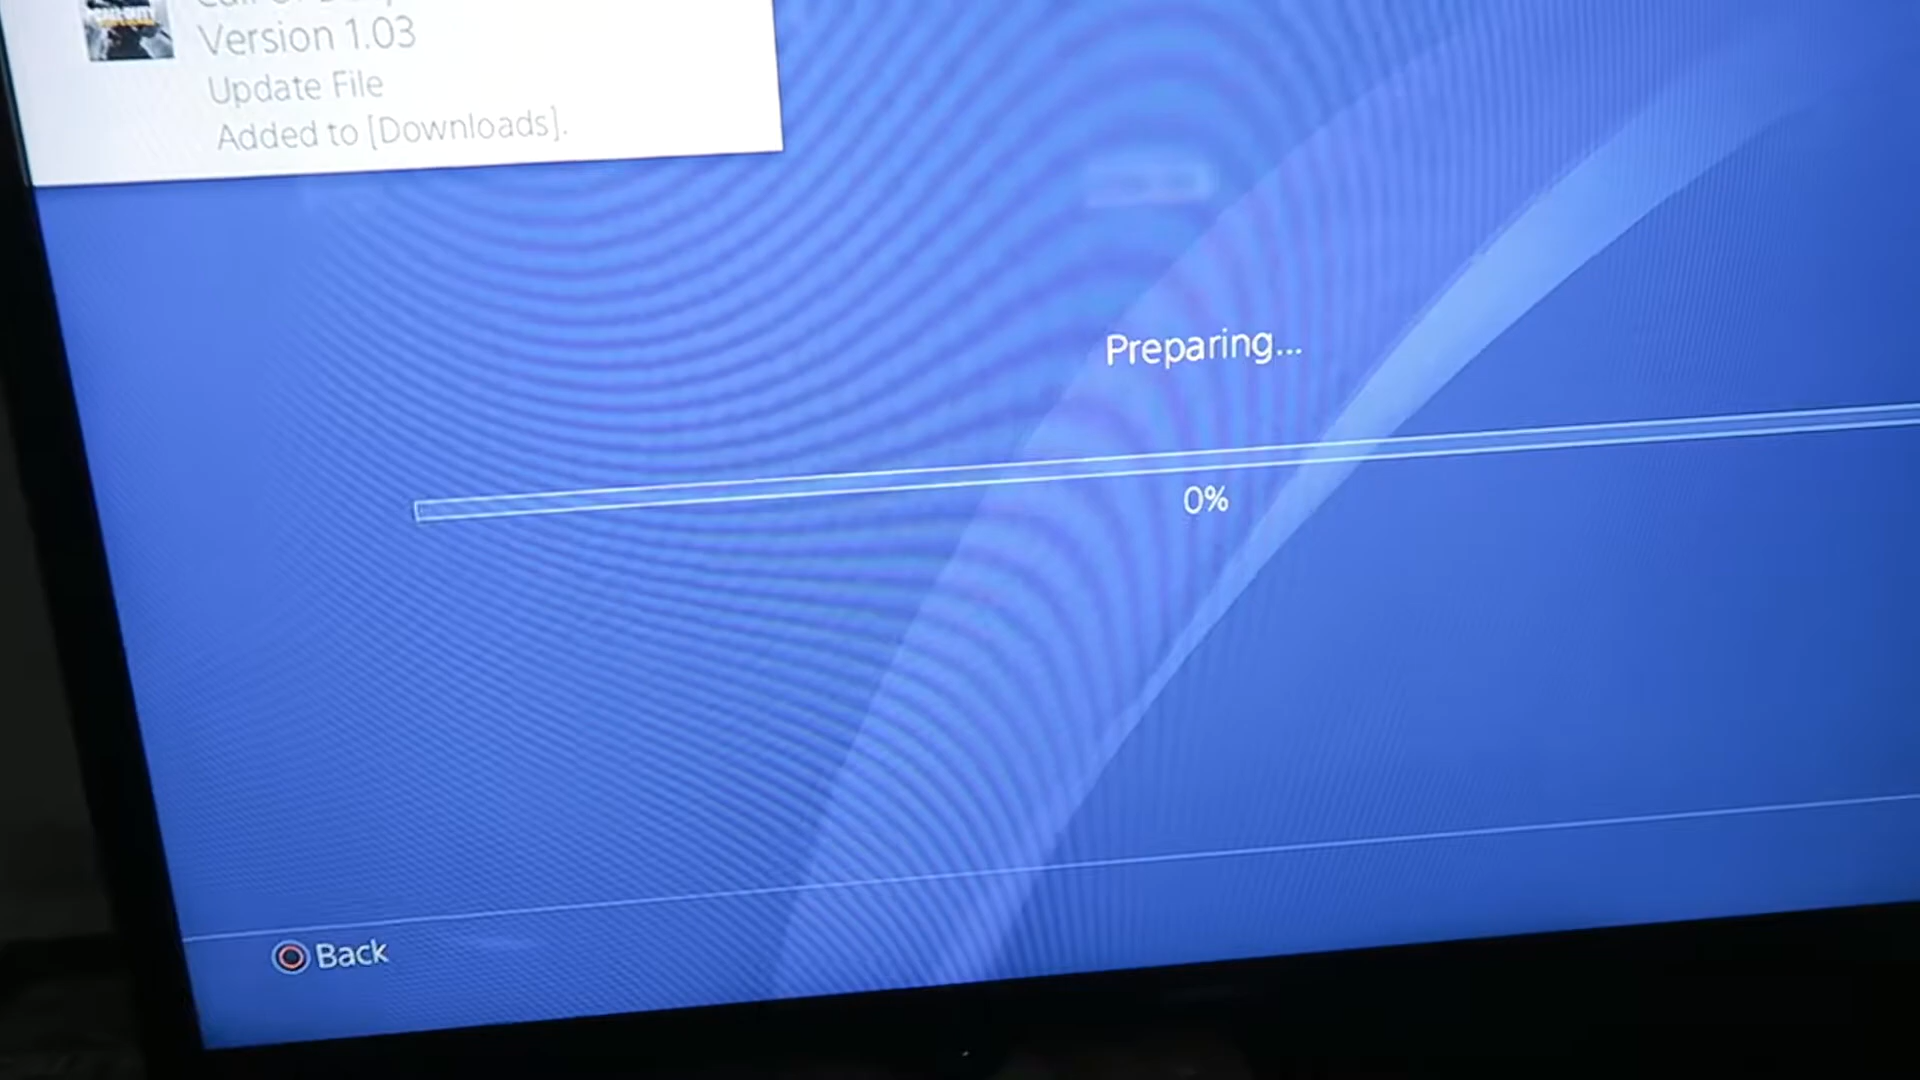 Version 1.03
Update File
Added to [Downloads].
Preparing...
0%
Back